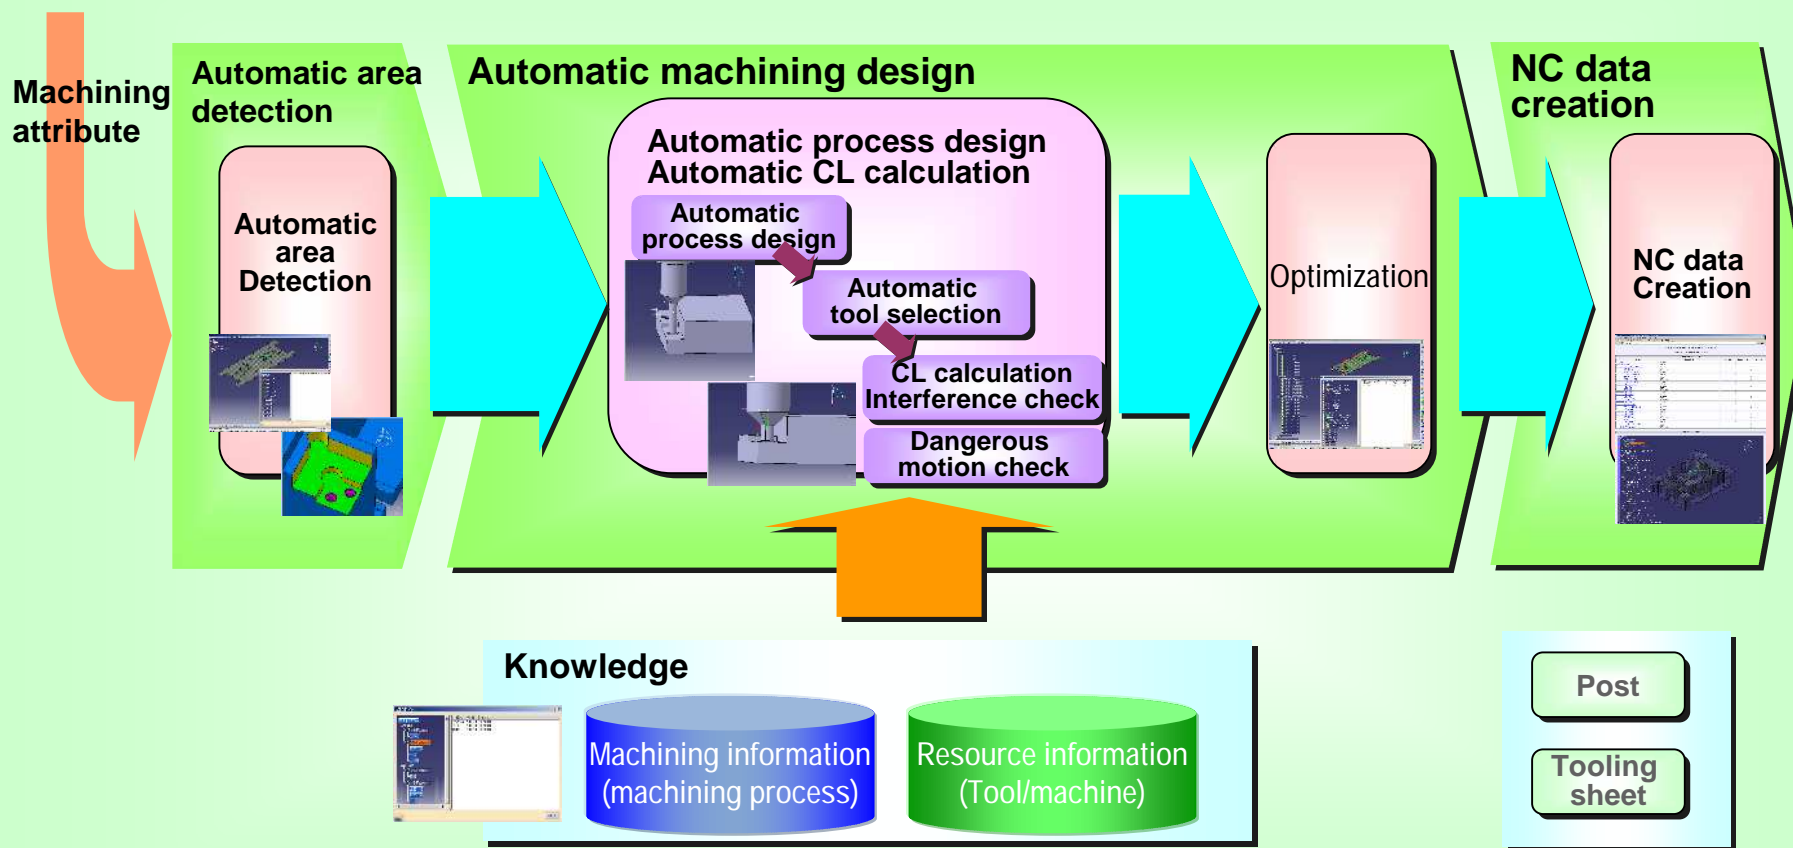 Machining
attribute
Automatic area
detection
Automatic
area
Detection
Automatic machining design
Automatic process design
Automatic CL calculation
Automatic
process design
Automatic
tool selection
CL calculation
Interference check
Dangerous
motion check
Optimization
NC data
creation
NC data
Creation
Knowledge
Machining information
(machining process)
Resource information
(Tool/machine)
Post
Tooling
sheet